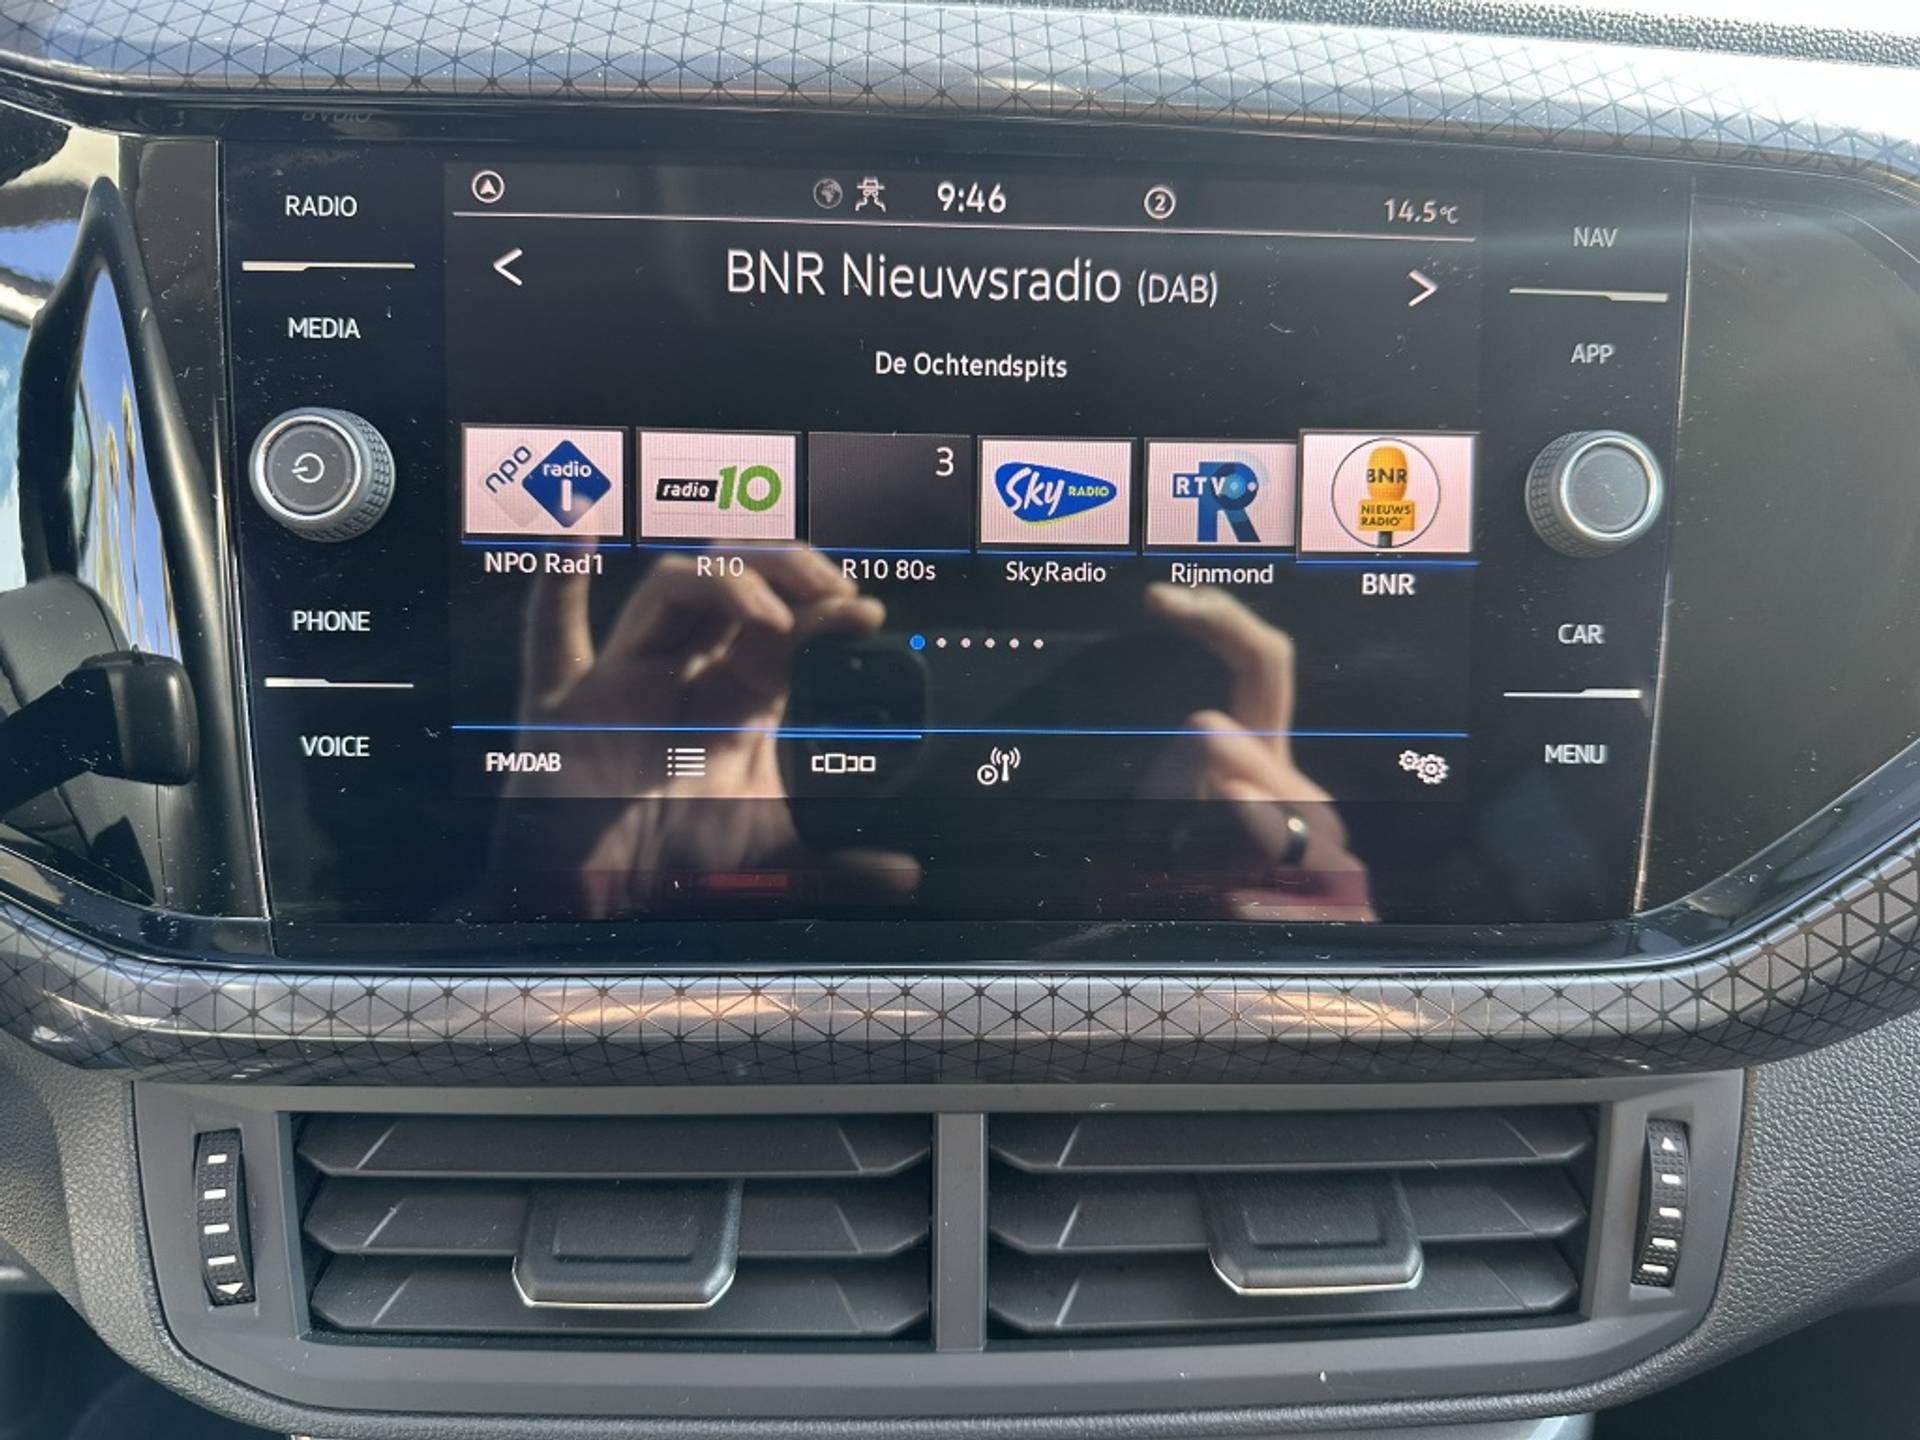 RADIO
MEDIA
PHONE
VOICE
9:46
2
14.5°C
BNR Nieuwsradio (DAB)
De Ochtendspits
npo radio 1
radio 10
3
Sky RADIO
RTV R
BNR NIEUWS RADIO
NPO Rad1
R10
R10 80s
SkyRadio
Rijnmond
BNR
FM/DAB
NAV
APP
CAR
MENU